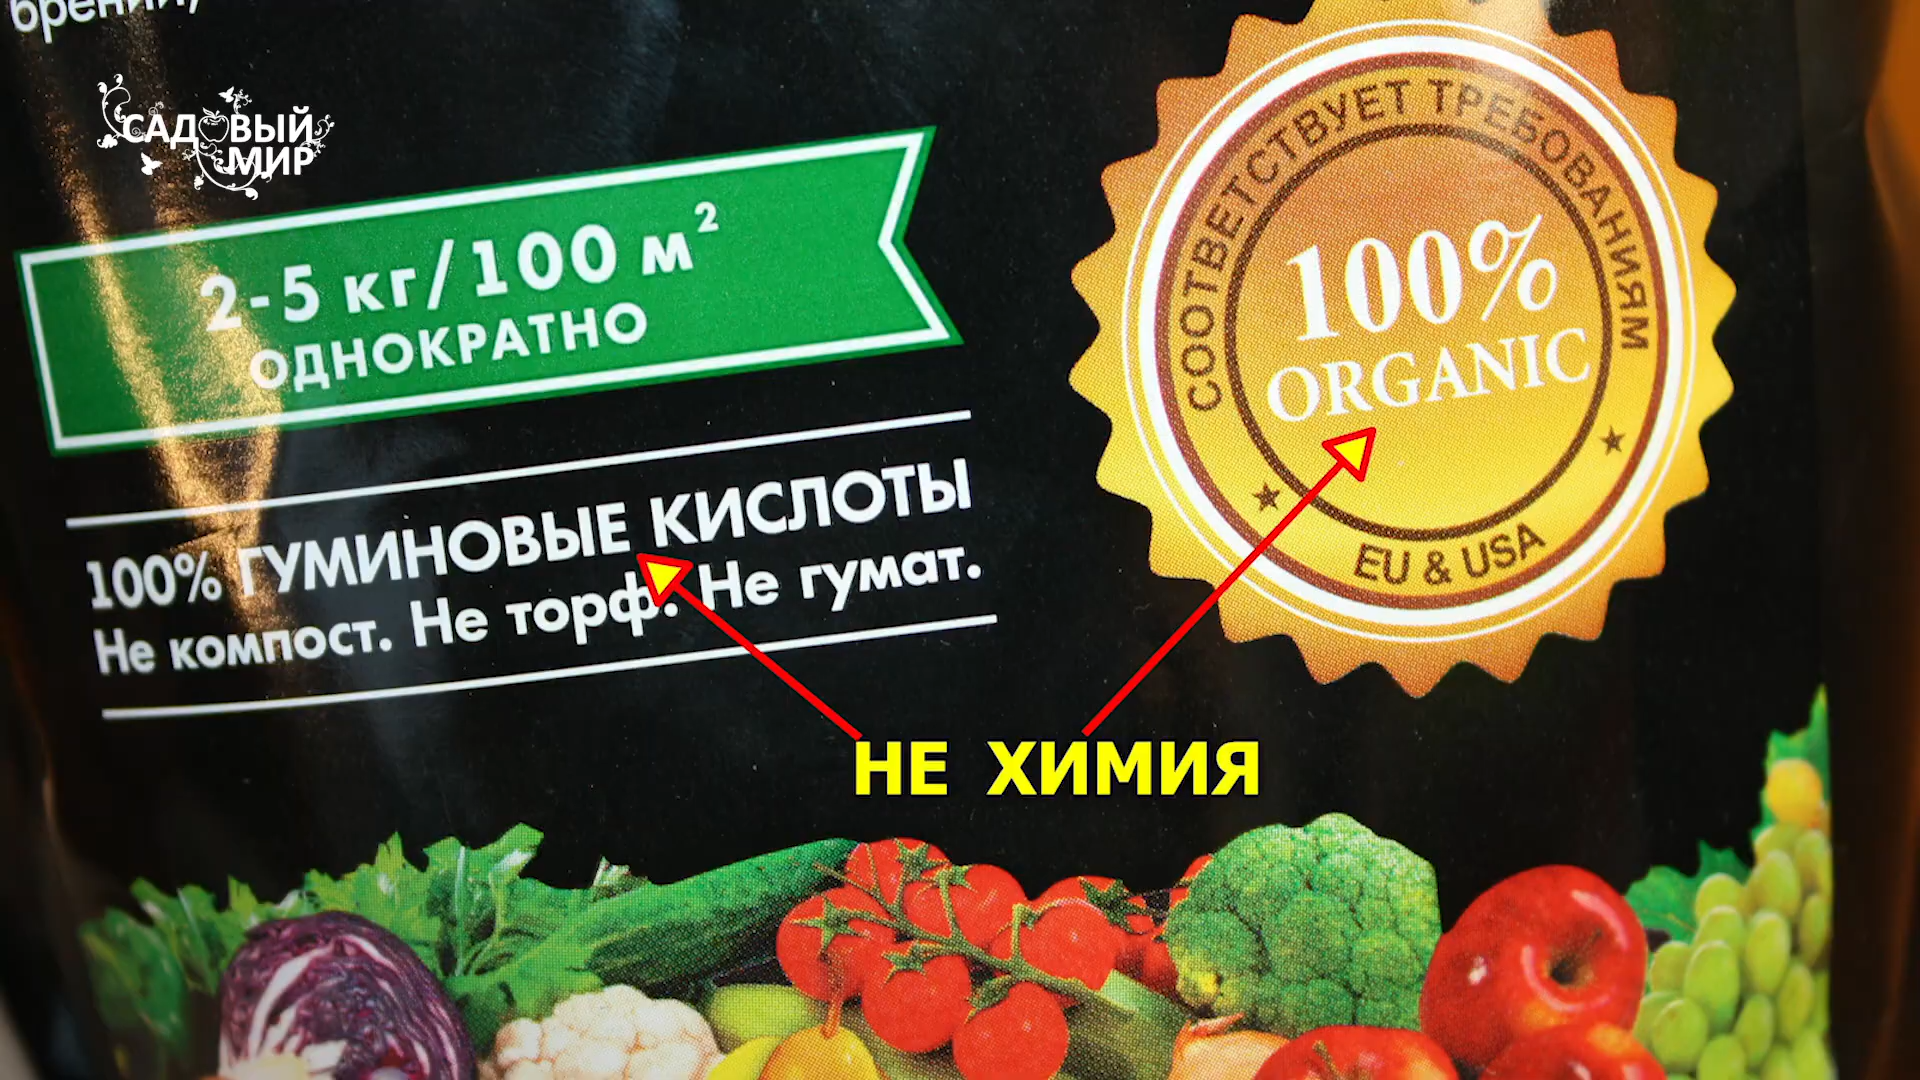 САДОВЫЙ
МИР
2-5 кг/100 м²
ОДНОКРАТНО
100% ГУМИНОВЫЕ КИСЛОТЫ
Не компост. Не торф. Не гумат.
СООТВЕТСТВУЕТ ТРЕБОВАНИЯМ
100%
ORGANIC
EU & USA
НЕ ХИМИЯ